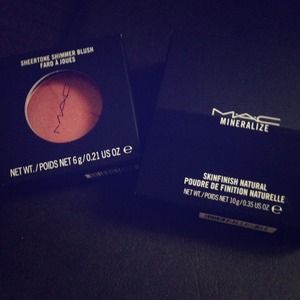 SHEERTONE SHIMMER BLUSH
FARD À JOUES
MAC
NET WT./POIDS NET 6 g/0.21 US OZ
MAC
MINERALIZE
SKINFINISH NATURAL
POUDRE DE FINITION NATURELLE
NET WT./POIDS NET 10 g/0.35 US OZ